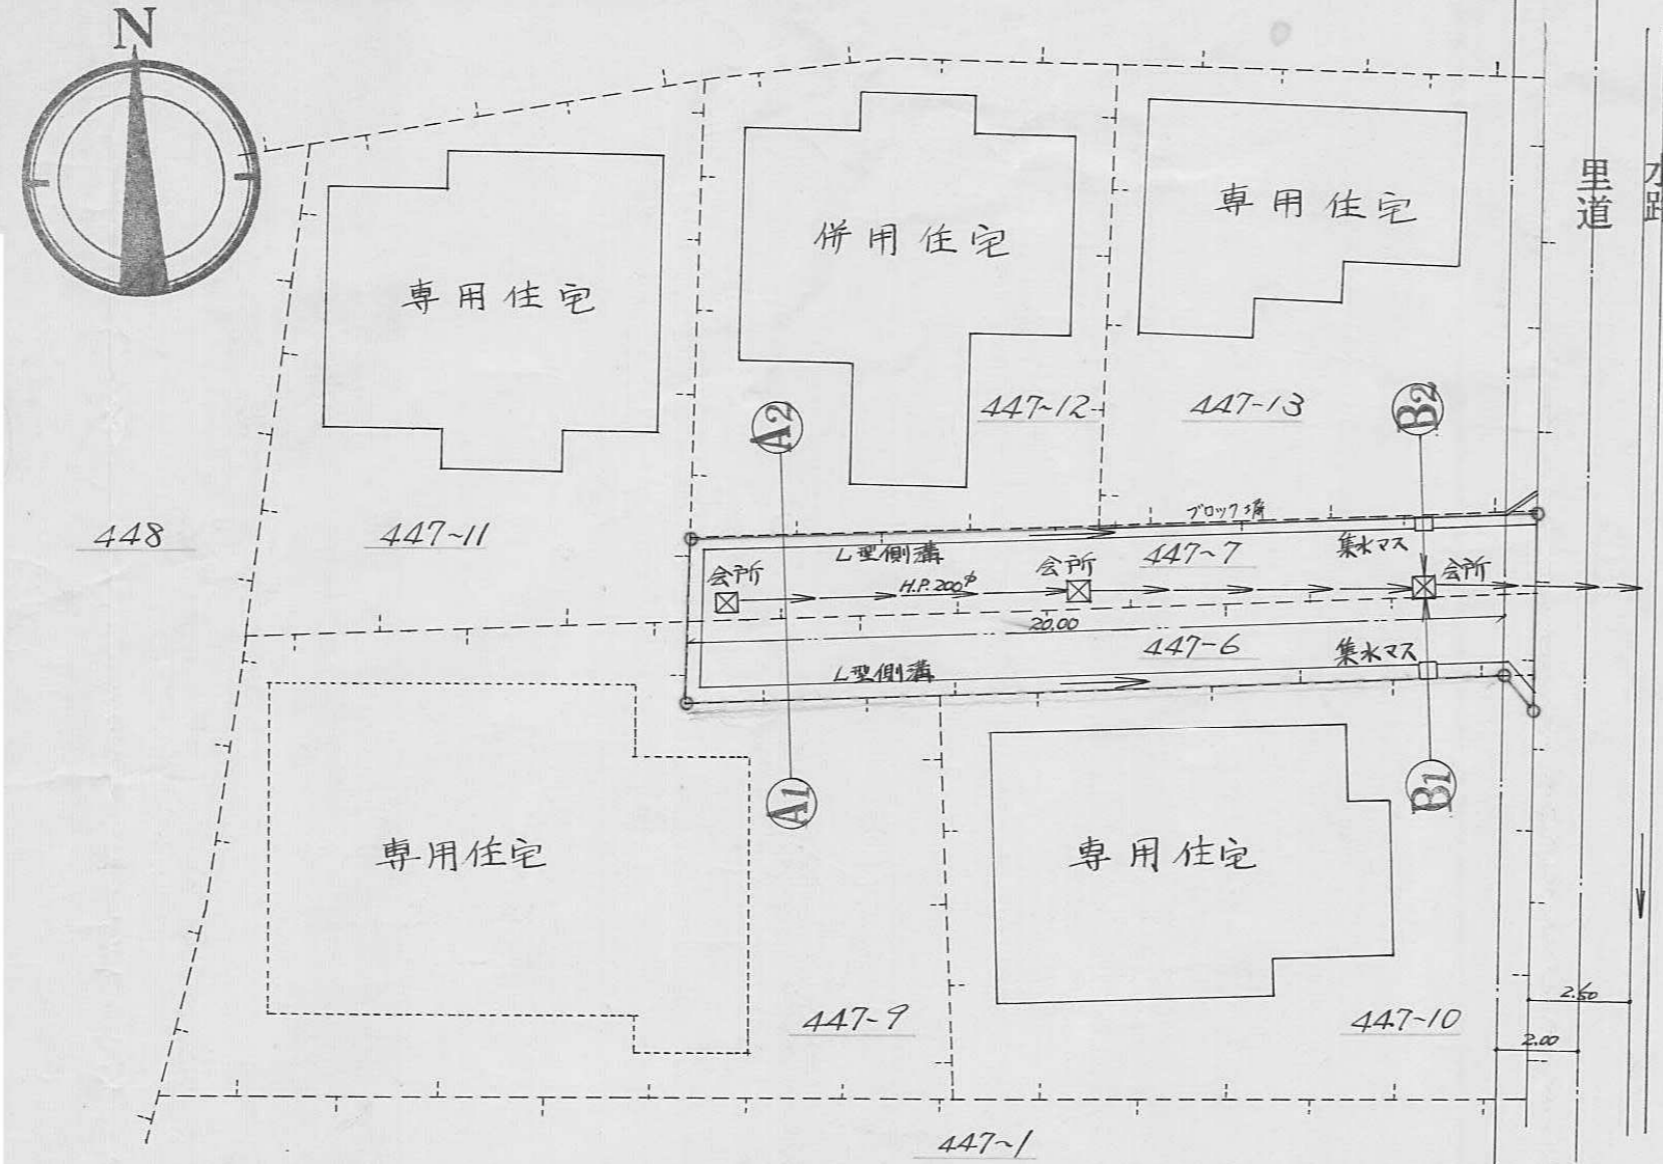 N
里道
水路
専用住宅
併用住宅
専用住宅
A2
447~12
447-13
B2
448
447~11
ブロック塀
L型側溝
447~7
集水マス
会所
H.P. 200φ
会所
会所
20.00
447-6
L型側溝
集水マス
A1
B1
専用住宅
専用住宅
447-9
447-10
2.50
2.00
447~1